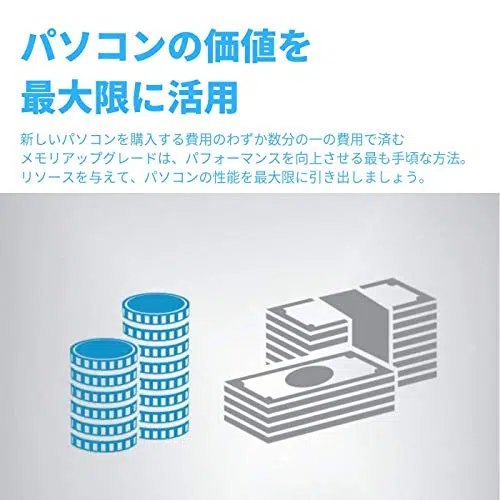 パソコンの価値を
最大限に活用
新しいパソコンを購入する費用のわずか数分の一の費用で済む
メモリアップグレードは、パフォーマンスを向上させる最も手頃な方法。
リソースを与えて、パソコンの性能を最大限に引き出しましょう。